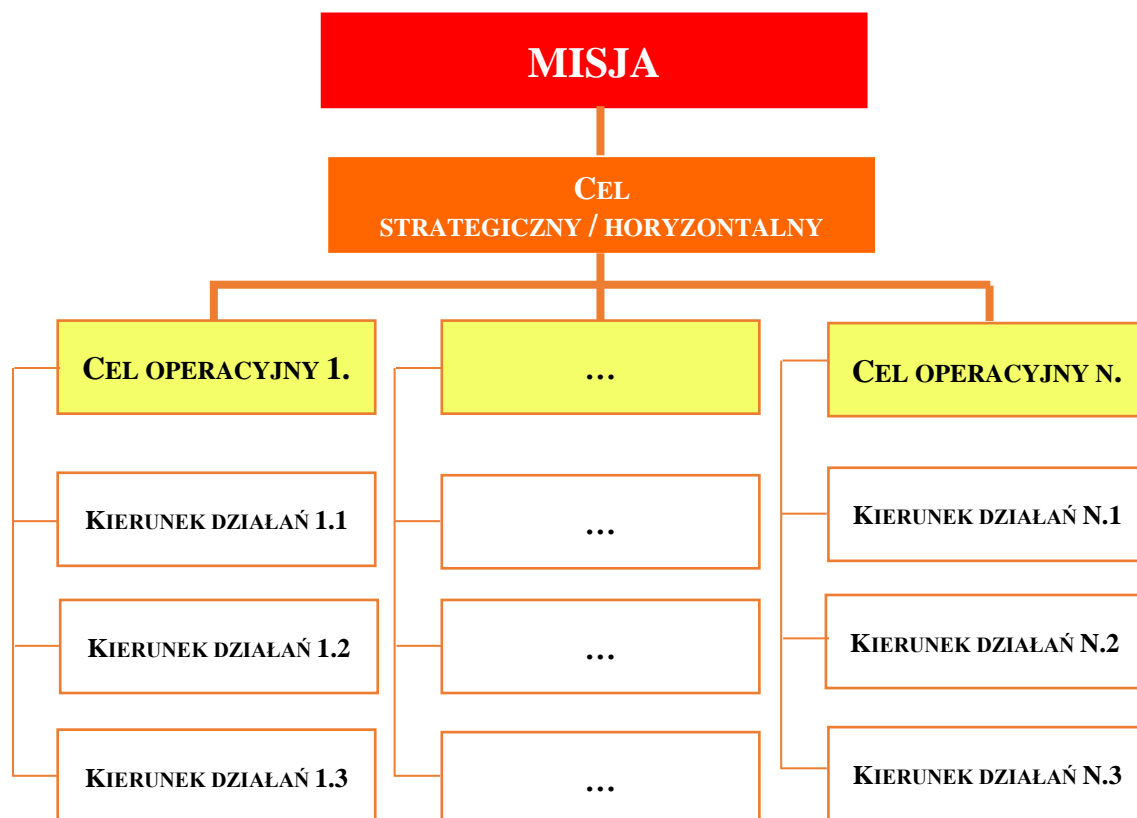 MISJA
CEL
STRATEGICZNY / HORYZONTALNY
CEL OPERACYJNY 1.
...
CEL OPERACYJNY N.
KIERUNEK DZIAŁAŃ 1.1
...
KIERUNEK DZIAŁAŃ N.1
KIERUNEK DZIAŁAŃ 1.2
...
KIERUNEK DZIAŁAŃ N.2
KIERUNEK DZIAŁAŃ 1.3
...
KIERUNEK DZIAŁAŃ N.3